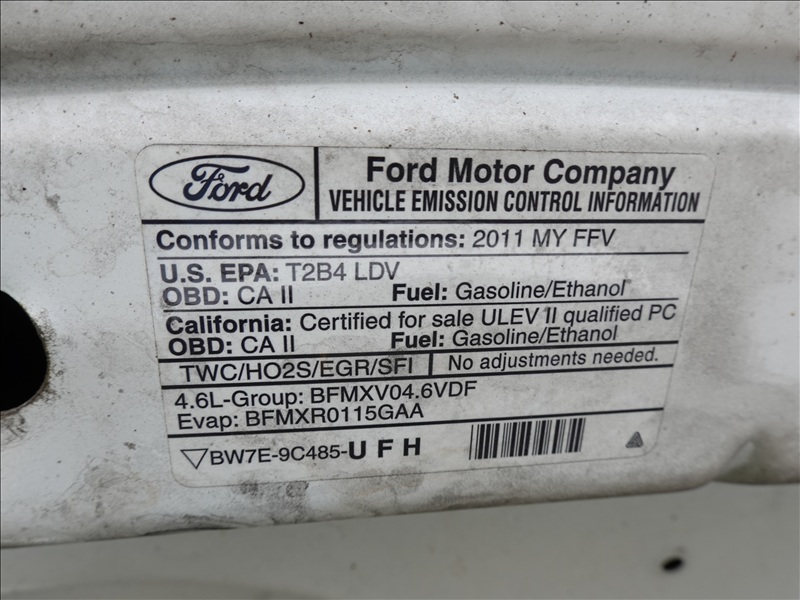 Ford
Ford Motor Company
VEHICLE EMISSION CONTROL INFORMATION
Conforms to regulations: 2011 MY FFV
U.S. EPA: T2B4 LDV
OBD: CA II Fuel: Gasoline/Ethanol
California: Certified for sale ULEV II qualified PC
OBD: CA II Fuel: Gasoline/Ethanol
TWC/HO2S/EGR/SFI No adjustments needed.
4.6L-Group: BFMXV04.6VDF
Evap: BFMXR0115GAA
BW7E-9C485-U F H